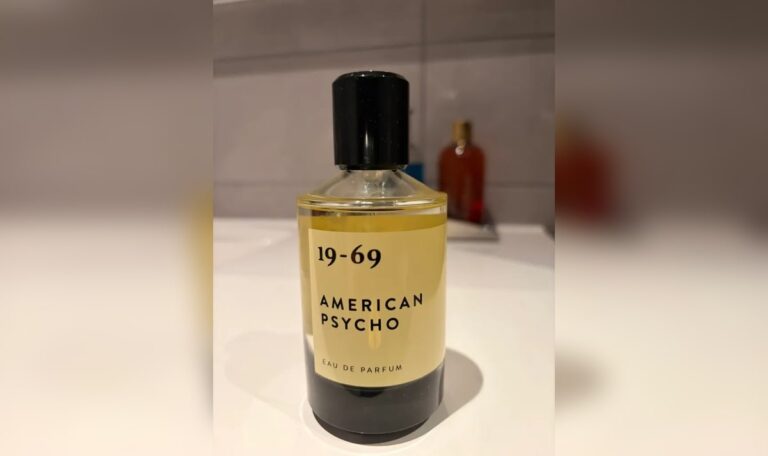 19-69
AMERICAN
PSYCHO
EAU DE PARFUM